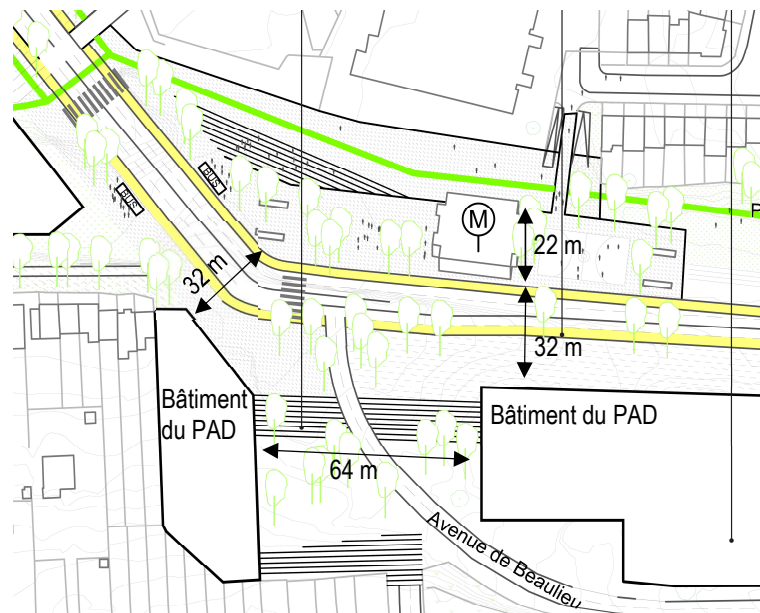 BUS
BUS
M
22 m
32 m
32 m
Bâtiment
du PAD
Bâtiment du PAD
64 m
Avenue de Beaulieu